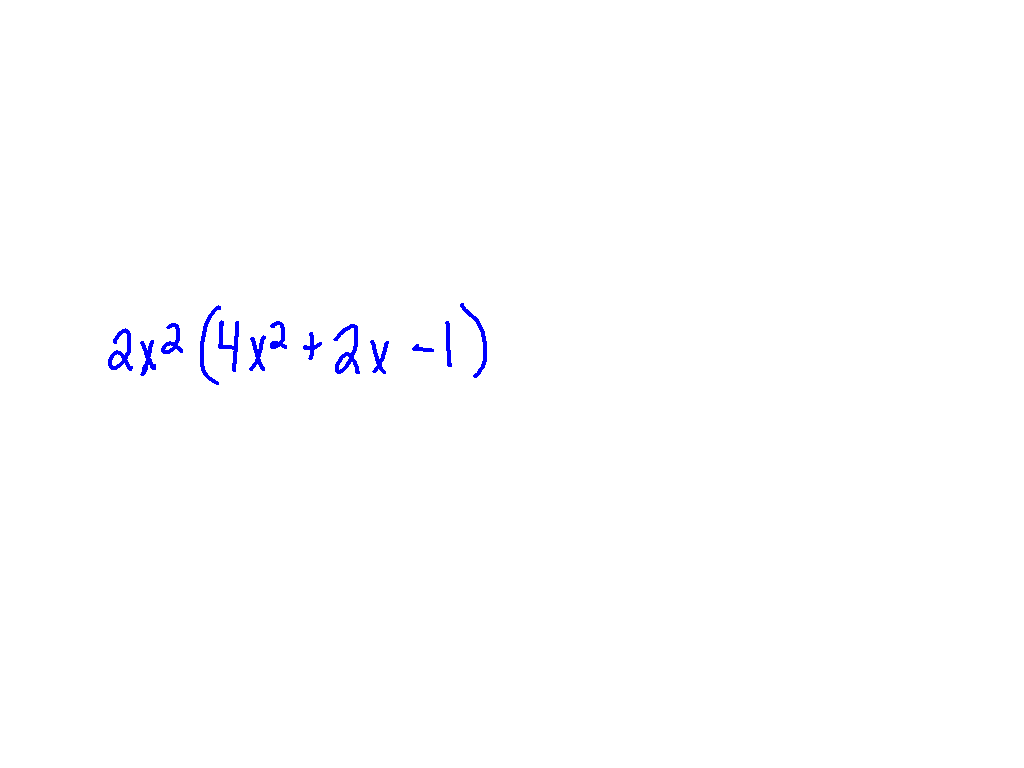 2x²(4x² + 2x - 1)